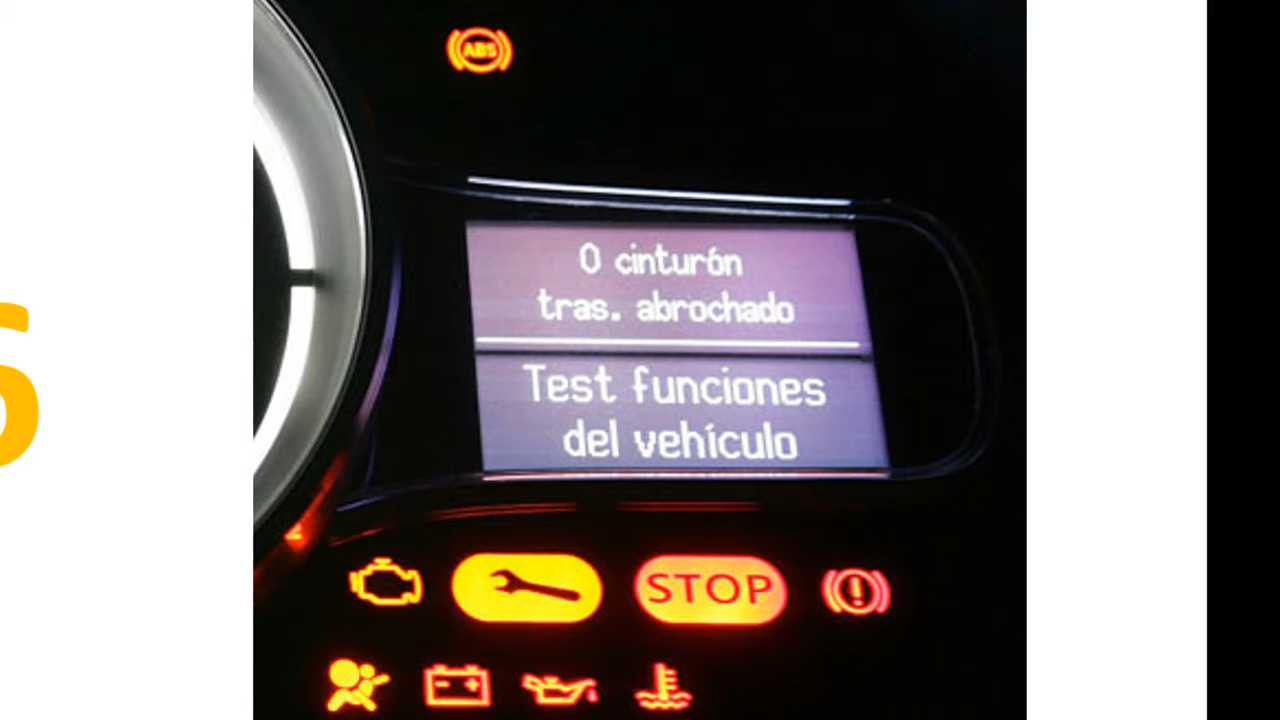 ABS
0 cinturón
tras. abrochado
Test funciones
del vehículo
STOP